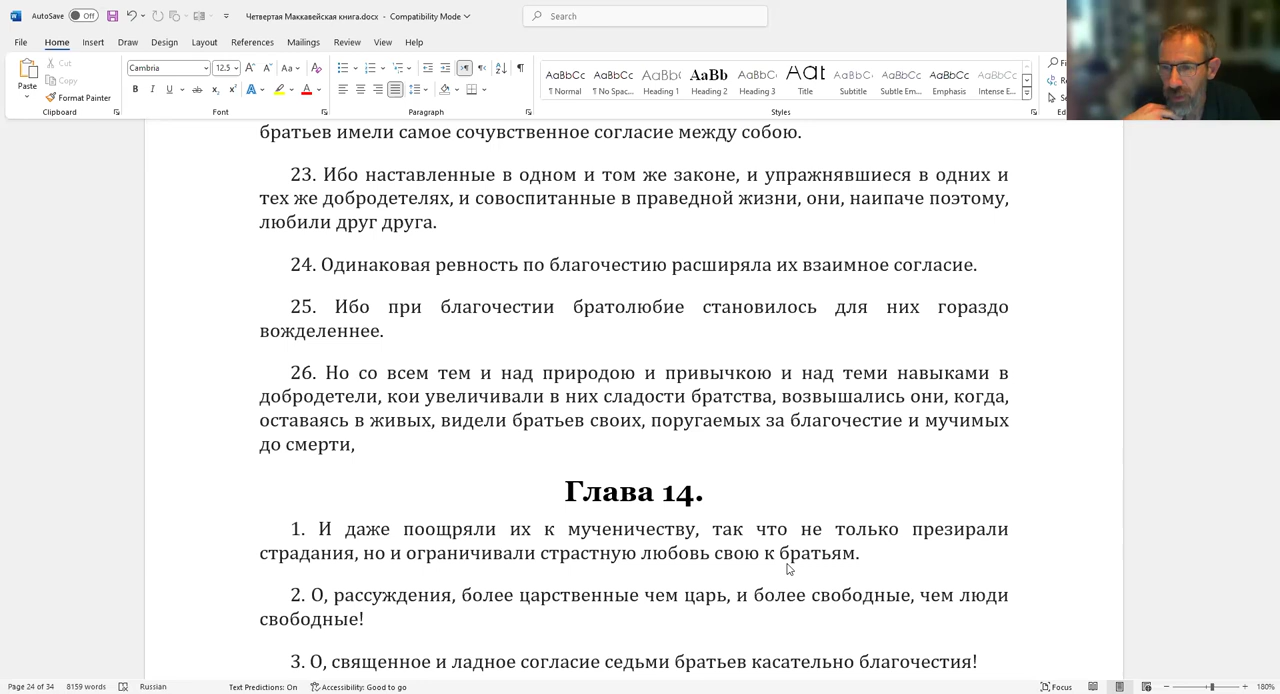 AutoSave Off Четвертая Маккавейская книга.docx - Compatibility Mode Search
File Home Insert Draw Design Layout References Mailings Review View Help
Paste Cut Copy Format Painter
Cambria 12.5 A A Aa A
B I U ab x₂ x² A A
AaBbCc AaBbCc AaBbCc AaBb AaBbCc AaBbCc AaBbCc AaBbCc AaBbCc
¶ Normal ¶ No Spac... Heading 1 Heading 2 Heading 3 Title Subtitle Subtle Em... Emphasis Intense E...
Clipboard Font Paragraph Styles
братьев имели самое сочувственное согласие между собою.
23. Ибо наставленные в одном и том же законе, и упражнявшиеся в одних и
тех же добродетелях, и совоспитанные в праведной жизни, они, наипаче поэтому,
любили друг друга.
24. Одинаковая ревность по благочестию расширяла их взаимное согласие.
25. Ибо при благочестии братолюбие становилось для них гораздо
вожделеннее.
26. Но со всем тем и над природою и привычкою и над теми навыками в
добродетели, кои увеличивали в них сладости братства, возвышались они, когда,
оставаясь в живых, видели братьев своих, поругаемых за благочестие и мучимых
до смерти,
Глава 14.
1. И даже поощряли их к мученичеству, так что не только презирали
страдания, но и ограничивали страстную любовь свою к братьям.
2. О, рассуждения, более царственные чем царь, и более свободные, чем люди
свободные!
3. О, священное и ладное согласие седьми братьев касательно благочестия!
Page 24 of 34 8159 words Russian Text Predictions: On Accessibility: Good to go Focus 180%